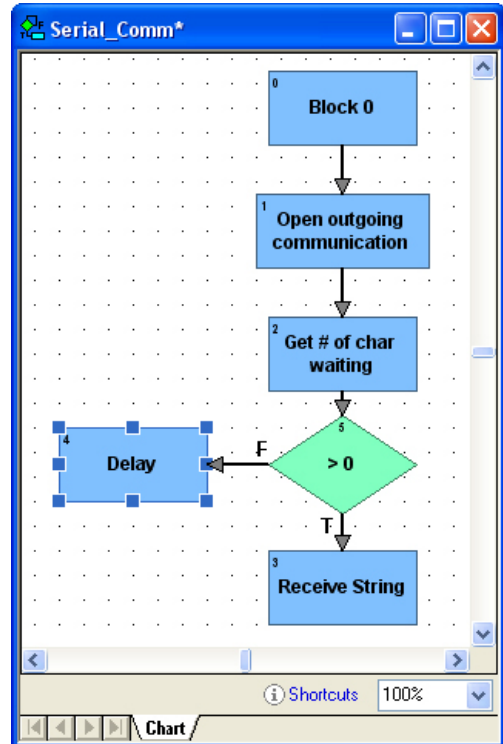 Serial_Comm*
0
Block 0
1
Open outgoing
communication
2
Get # of char
waiting
5
> 0
F
4
Delay
T
3
Receive String
Shortcuts
100%
Chart